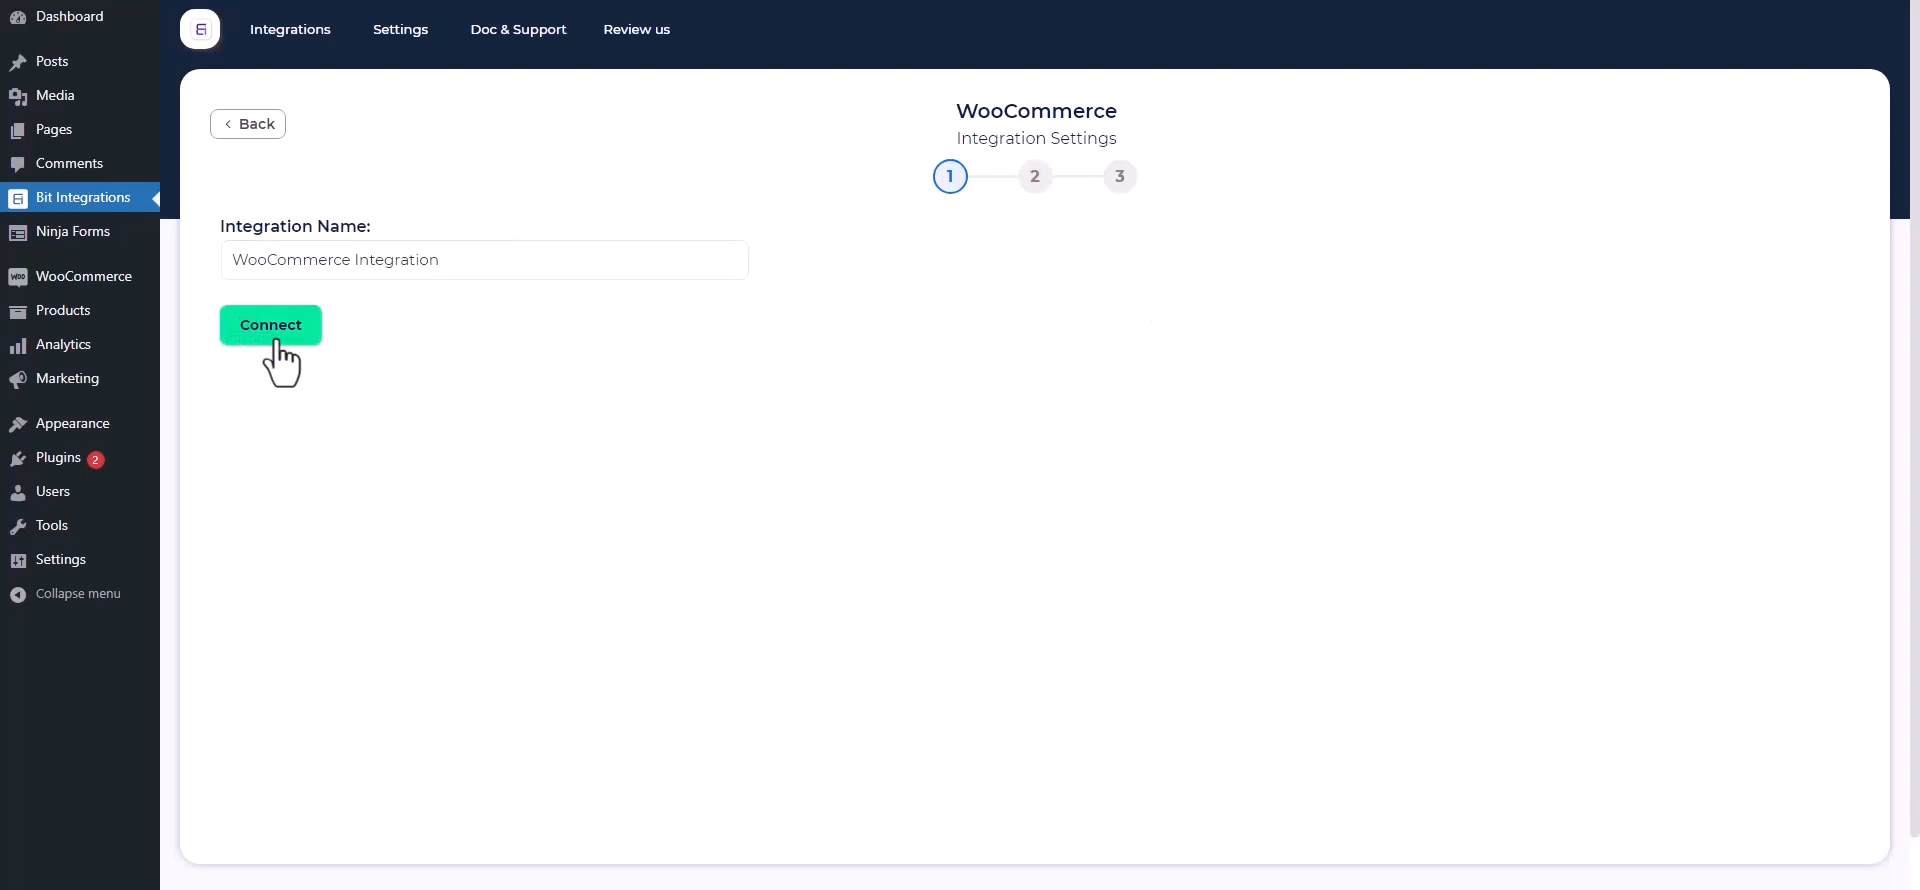 Dashboard
Posts
Media
Pages
Comments
Bit Integrations
Ninja Forms
WooCommerce
Products
Analytics
Marketing
Appearance
Plugins 2
Users
Tools
Settings
Collapse menu
Integrations Settings Doc & Support Review us
Back
WooCommerce
Integration Settings
1 2 3
Integration Name:
WooCommerce Integration
Connect